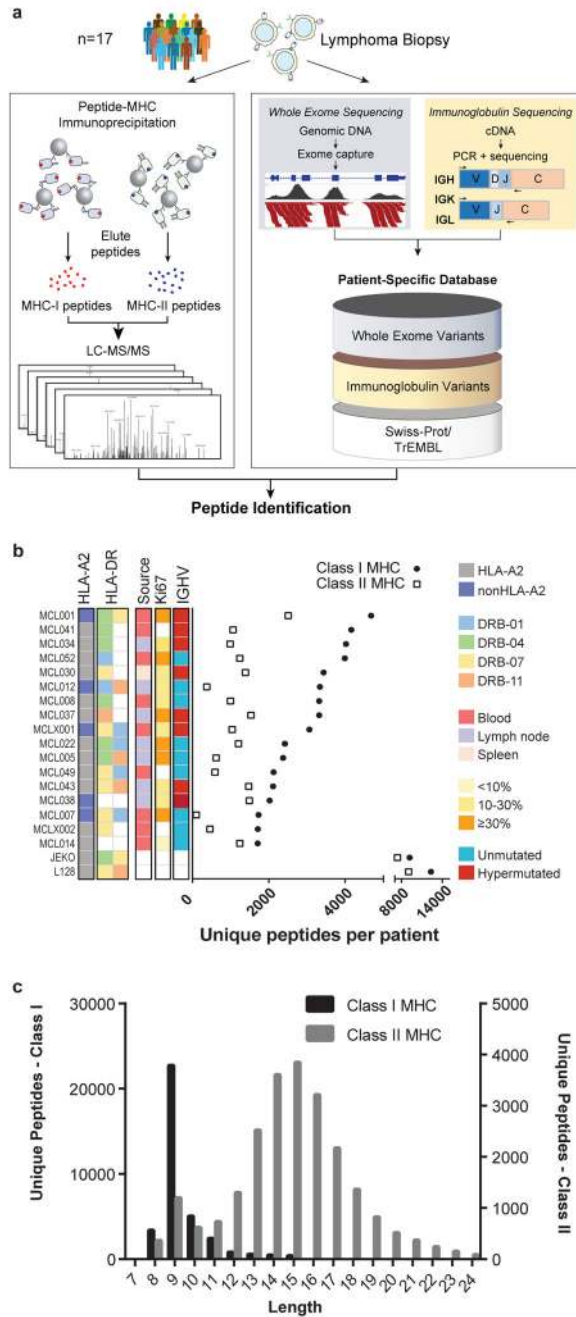 a
n=17
Lymphoma Biopsy
Peptide-MHC
Immunoprecipitation
Elute
peptides
MHC-I peptides
MHC-II peptides
LC-MS/MS
Whole Exome Sequencing
Genomic DNA
Exome capture
Immunoglobulin Sequencing
cDNA
PCR + sequencing
IGH
V
D
J
C
IGK
V
J
C
IGL
Patient-Specific Database
Whole Exome Variants
Immunoglobulin Variants
Swiss-Prot/
TrEMBL
Peptide Identification
b
HLA-A2
HLA-DR
Source
Ki67
IGHV
Class I MHC
Class II MHC
MCL001
MCL041
MCL034
MCL052
MCL030
MCL012
MCL008
MCL037
MCLX001
MCL022
MCL005
MCL049
MCL043
MCL038
MCL007
MCLX002
MCL014
JEKO
L128
0
2000
4000
8000
14000
Unique peptides per patient
HLA-A2
nonHLA-A2
DRB-01
DRB-04
DRB-07
DRB-11
Blood
Lymph node
Spleen
<10%
10-30%
≥30%
Unmutated
Hypermutated
c
Class I MHC
Class II MHC
Unique Peptides - Class I
30000
20000
10000
0
Unique Peptides - Class II
5000
4000
3000
2000
1000
0
7 8 9 10 11 12 13 14 15 16 17 18 19 20 21 22 23 24
Length